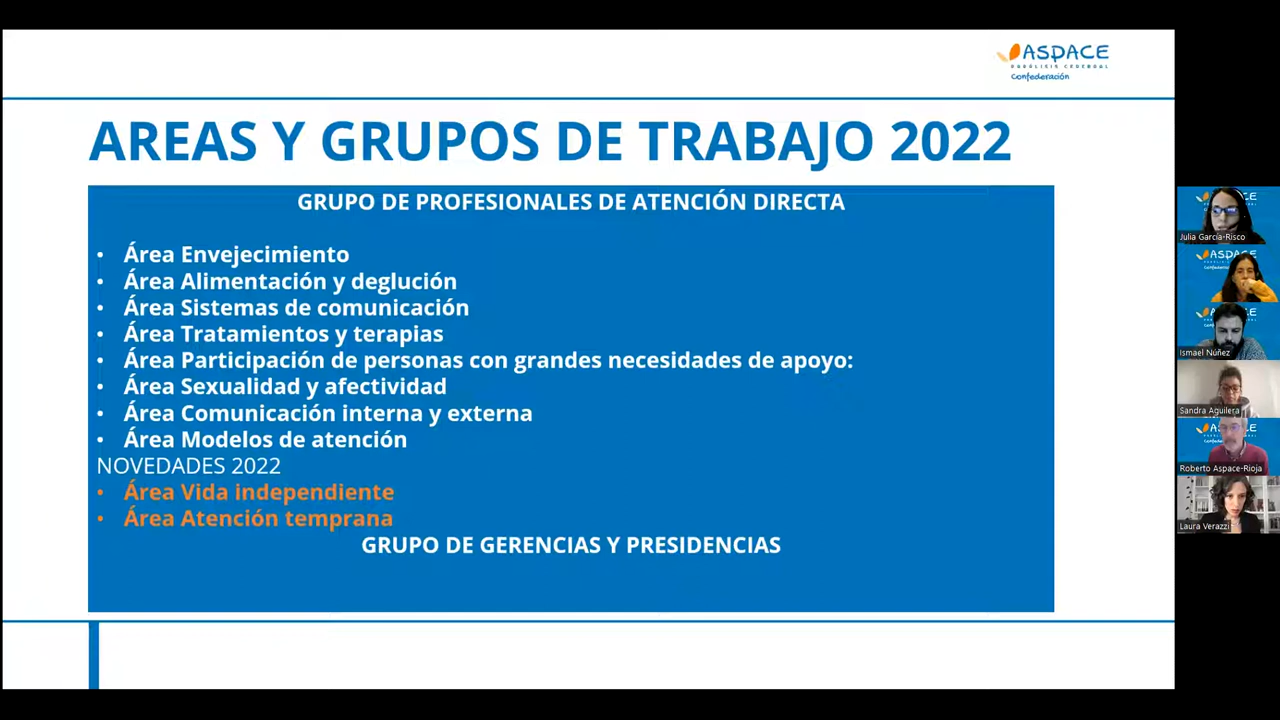 ASPACE
PARÁLISIS CEREBRAL
Confederación
AREAS Y GRUPOS DE TRABAJO 2022
GRUPO DE PROFESIONALES DE ATENCIÓN DIRECTA
• Área Envejecimiento
• Área Alimentación y deglución
• Área Sistemas de comunicación
• Área Tratamientos y terapias
• Área Participación de personas con grandes necesidades de apoyo:
• Área Sexualidad y afectividad
• Área Comunicación interna y externa
• Área Modelos de atención
NOVEDADES 2022
• Área Vida independiente
• Área Atención temprana
GRUPO DE GERENCIAS Y PRESIDENCIAS
Julia García-Risco
ASPACE
Ismael Núñez
Sandra Aguilera
Roberto Aspace-Rioja
Laura Verazzi